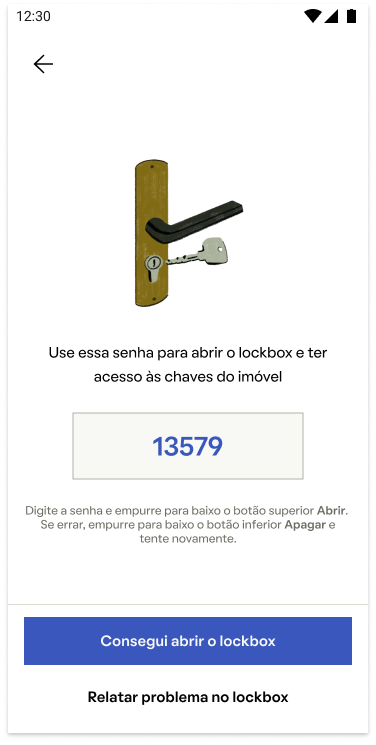 12:30
Use essa senha para abrir o lockbox e ter
acesso às chaves do imóvel
13579
Digite a senha e empurre para baixo o botão superior Abrir.
Se errar, empurre para baixo o botão inferior Apagar e
tente novamente.
Consegui abrir o lockbox
Relatar problema no lockbox